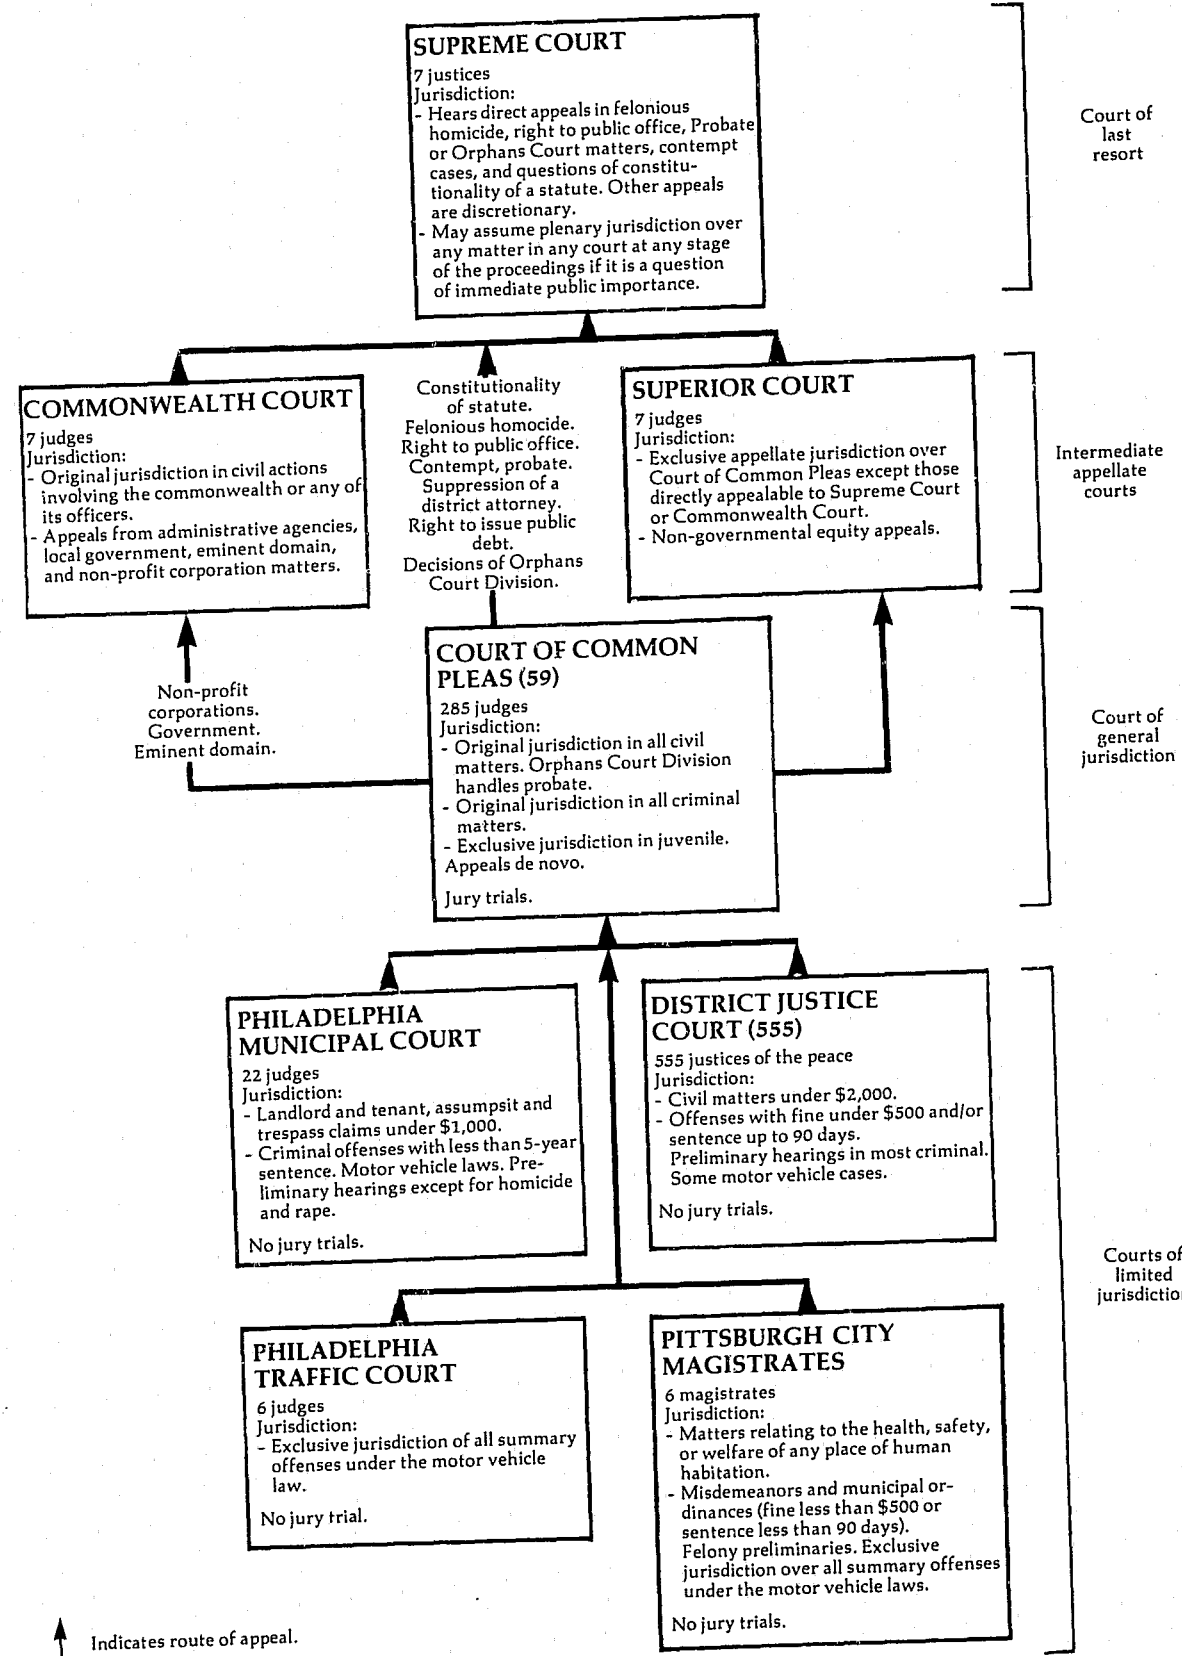 SUPREME COURT
7 justices
Jurisdiction:
- Hears direct appeals in felonious
homicide, right to public office, Probate
or Orphans Court matters, contempt
cases, and questions of constitu-
tionality of a statute. Other appeals
are discretionary.
- May assume plenary jurisdiction over
any matter in any court at any stage
of the proceedings if it is a question
of immediate public importance.
Court of
last
resort
COMMONWEALTH COURT
7 judges
Jurisdiction:
- Original jurisdiction in civil actions
involving the commonwealth or any of
its officers.
- Appeals from administrative agencies,
local government, eminent domain,
and non-profit corporation matters.
Constitutionality
of statute.
Felonious homocide.
Right to public office.
Contempt, probate.
Suppression of a
district attorney.
Right to issue public
debt.
Decisions of Orphans
Court Division.
SUPERIOR COURT
7 judges
Jurisdiction:
- Exclusive appellate jurisdiction over
Court of Common Pleas except those
directly appealable to Supreme Court
or Commonwealth Court.
- Non-governmental equity appeals.
Intermediate
appellate
courts
Non-profit
corporations.
Government.
Eminent domain.
COURT OF COMMON
PLEAS (59)
285 judges
Jurisdiction:
- Original jurisdiction in all civil
matters. Orphans Court Division
handles probate.
- Original jurisdiction in all criminal
matters.
- Exclusive jurisdiction in juvenile.
Appeals de novo.
Jury trials.
Court of
general
jurisdiction
PHILADELPHIA
MUNICIPAL COURT
22 judges
Jurisdiction:
- Landlord and tenant, assumpsit and
trespass claims under $1,000.
- Criminal offenses with less than 5-year
sentence. Motor vehicle laws. Pre-
liminary hearings except for homicide
and rape.
No jury trials.
DISTRICT JUSTICE
COURT (555)
555 justices of the peace
Jurisdiction:
- Civil matters under $2,000.
- Offenses with fine under $500 and/or
sentence up to 90 days.
Preliminary hearings in most criminal.
Some motor vehicle cases.
No jury trials.
Courts of
limited
jurisdictio
PHILADELPHIA
TRAFFIC COURT
6 judges
Jurisdiction:
- Exclusive jurisdiction of all summary
offenses under the motor vehicle
law.
No jury trial.
PITTSBURGH CITY
MAGISTRATES
6 magistrates
Jurisdiction:
- Matters relating to the health, safety,
or welfare of any place of human
habitation.
- Misdemeanors and municipal or-
dinances (fine less than $500 or
sentence less than 90 days).
Felony preliminaries. Exclusive
jurisdiction over all summary offenses
under the motor vehicle laws.
No jury trials.
Indicates route of appeal.